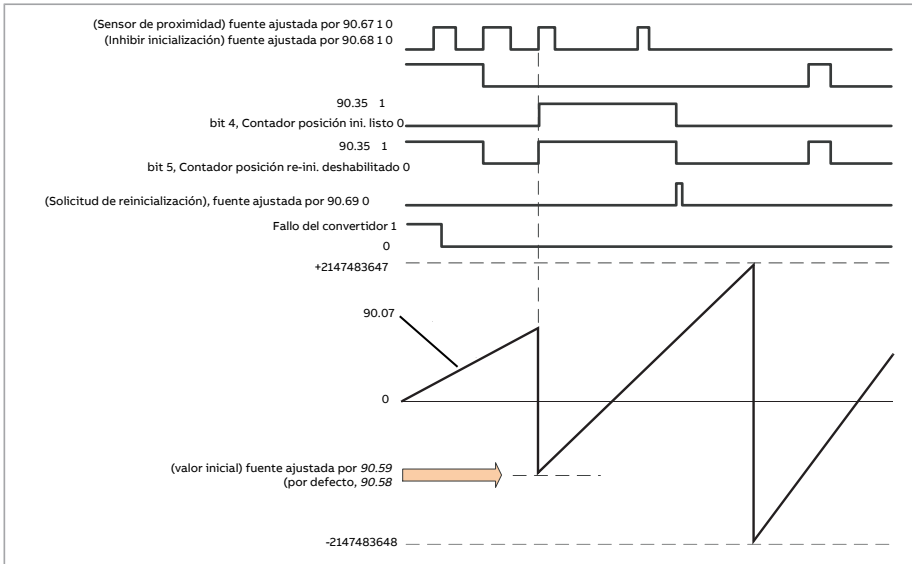 (Sensor de proximidad) fuente ajustada por 90.67 1 0
(Inhibir inicialización) fuente ajustada por 90.68 1 0
90.35 1
bit 4, Contador posición ini. listo 0
90.35 1
bit 5, Contador posición re-ini. deshabilitado 0
(Solicitud de reinicialización), fuente ajustada por 90.69 0
Fallo del convertidor 1
0
+2147483647
90.07
0
(valor inicial) fuente ajustada por 90.59
(por defecto, 90.58
-2147483648